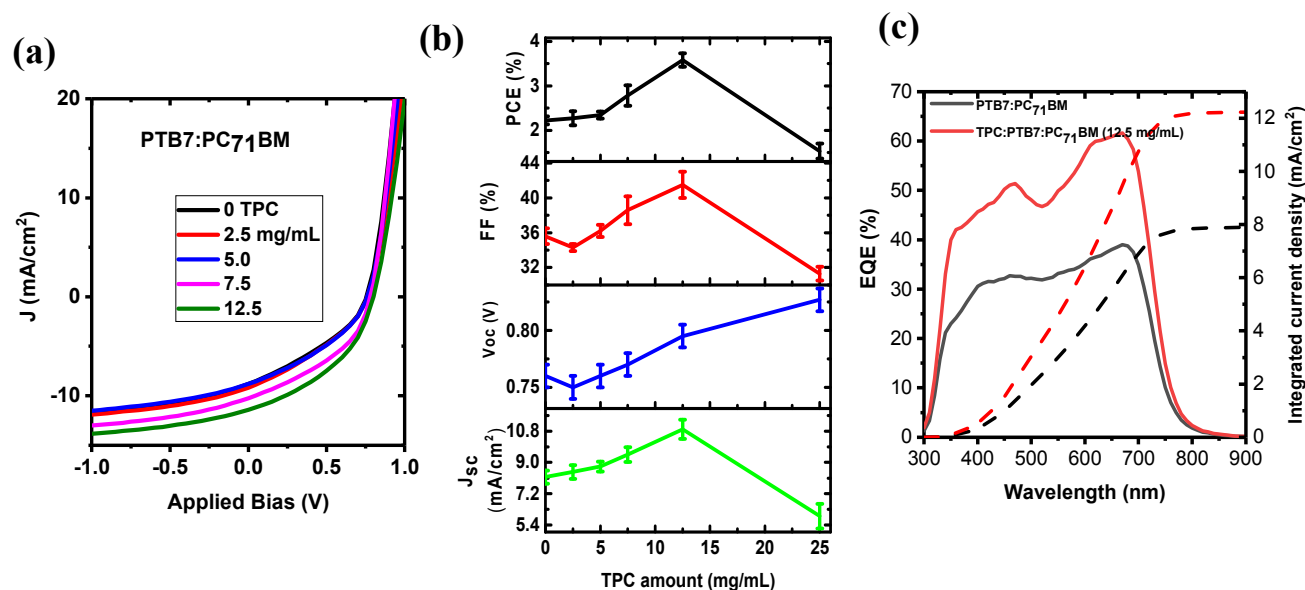 (a)
20
10
0
-10
-1.0
-0.5
0.0
0.5
1.0
J (mA/cm²)
Applied Bias (V)
PTB7:PC71BM
0 TPC
2.5 mg/mL
5.0
7.5
12.5
(b)
PCE (%)
4
3
2
FF (%)
44
40
36
32
Voc (V)
0.80
0.75
JSC
(mA/cm²)
10.8
9.0
7.2
5.4
0
5
10
15
20
25
TPC amount (mg/mL)
(c)
EQE (%)
70
60
50
40
30
20
10
0
PTB7:PC71BM
TPC:PTB7:PC71BM (12.5 mg/mL)
300
400
500
600
700
800
900
Wavelength (nm)
12
10
8
6
4
2
0
Integrated current density (mA/cm²)